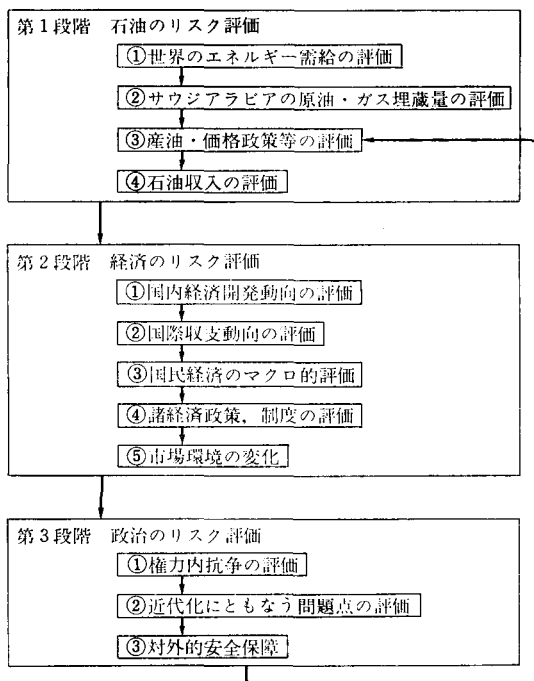 第1段階 石油のリスク評価
①世界のエネルギー需給の評価
②サウジアラビアの原油・ガス埋蔵量の評価
③産油・価格政策等の評価
④石油収入の評価
第2段階 経済のリスク評価
①国内経済開発動向の評価
②国際収支動向の評価
③国民経済のマクロ的評価
④諸経済政策，制度の評価
⑤市場環境の変化
第3段階 政治のリスク評価
①権力内抗争の評価
②近代化にともなう問題点の評価
③対外的安全保障